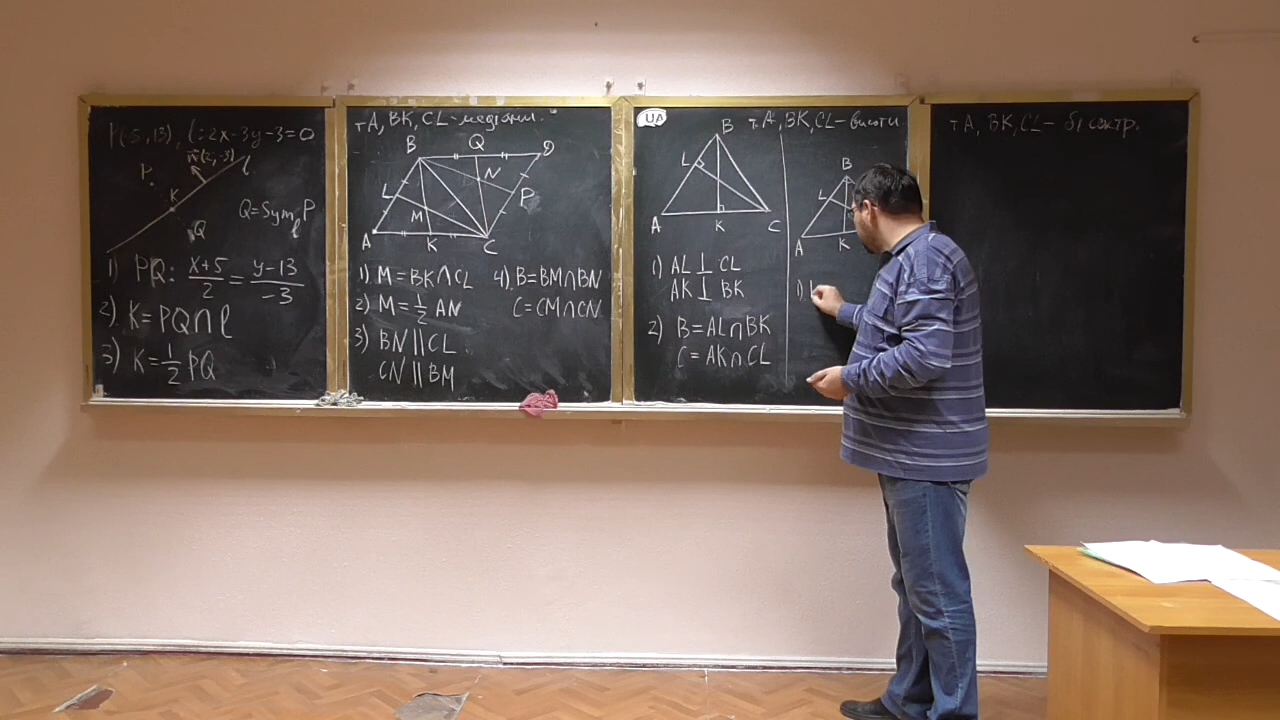 P(-5,13), l: 2x-3y-3=0
n(2,-3) l
P
K
Q
Q=Sym P
l
1) PQ: (x+5)/2 = (y-13)/-3
2) K=PQ∩l
3) K=1/2 PQ
тA, BK, CL-медіани.
B Q D
L N P
M
A K C
1) M=BK∩CL
2) M=1/2 AN
3) BN||CL
CN||BM
4) B=BM∩BN
C=CM∩CN
UA
т.A, BK, CL- висоти
B
L
A K C
1) AL⊥CL
AK⊥BK
2) B=AL∩BK
C=AK∩CL
B
L
A K
1)
тA, BK, CL- бісектр.